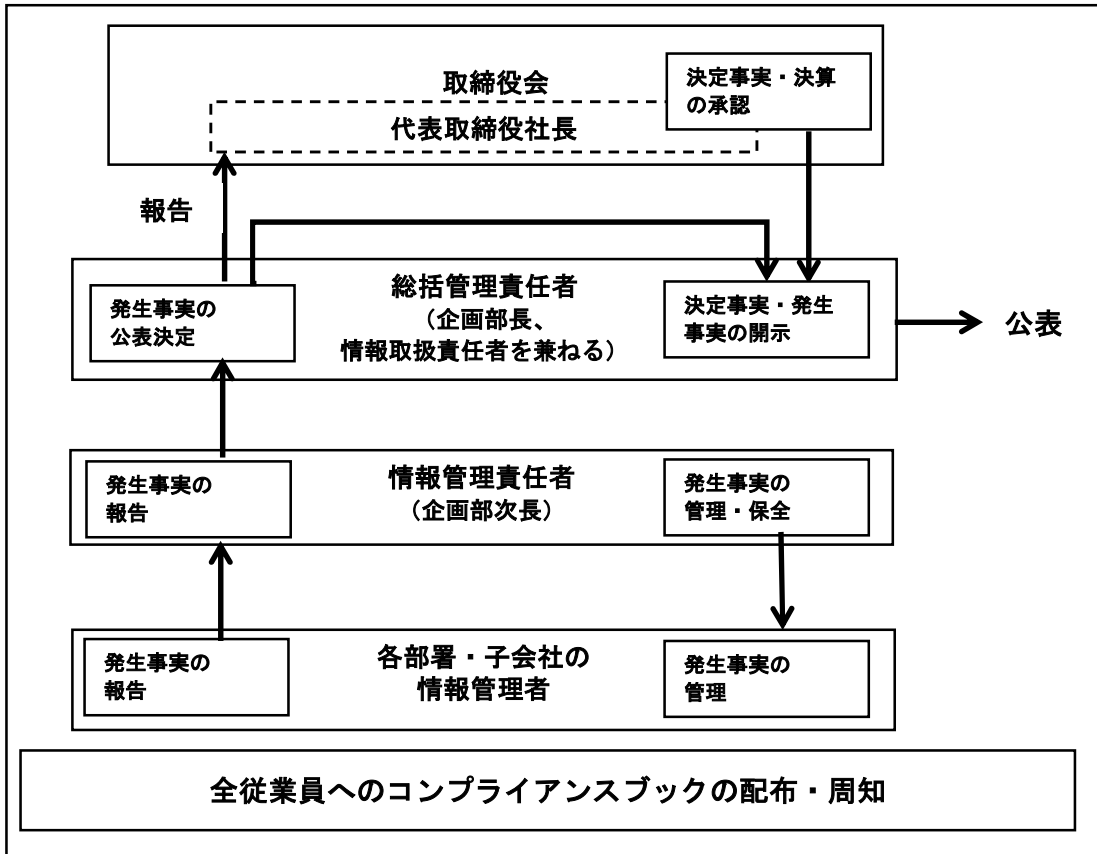 取締役会
代表取締役社長
決定事実・決算
の承認
報告
発生事実の
公表決定
総括管理責任者
（企画部長、
情報取扱責任者を兼ねる）
決定事実・発生
事実の開示
公表
発生事実の
報告
情報管理責任者
（企画部次長）
発生事実の
管理・保全
発生事実の
報告
各部署・子会社の
情報管理者
発生事実の
管理
全従業員へのコンプライアンスブックの配布・周知